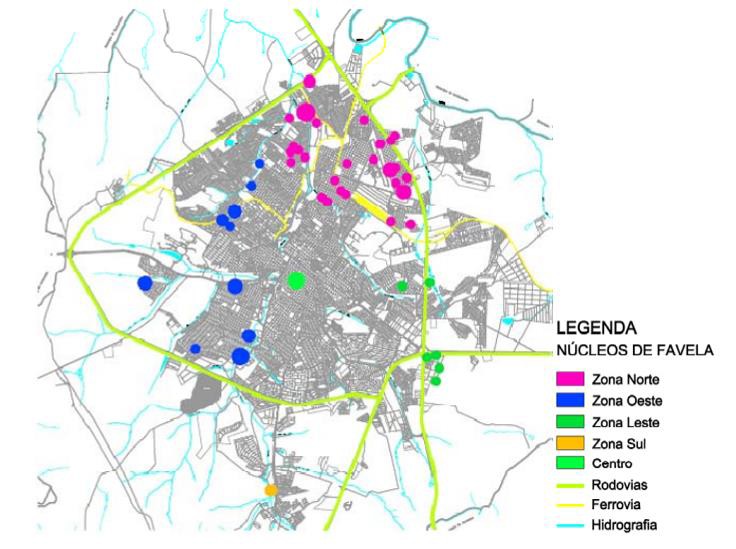 LEGENDA
NÚCLEOS DE FAVELA
Zona Norte
Zona Oeste
Zona Leste
Zona Sul
Centro
Rodovias
Ferrovia
Hidrografia